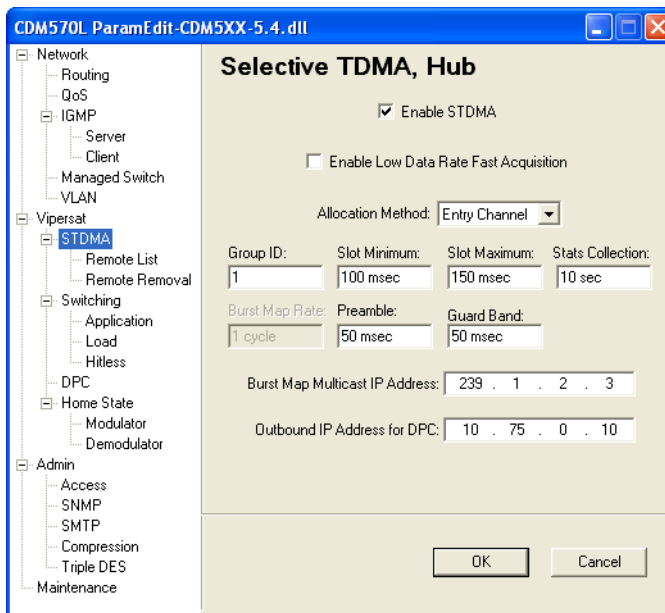 CDM570L ParamEdit-CDM5XX-5.4.dll
Network
Routing
QoS
IGMP
Server
Client
Managed Switch
VLAN
Vipersat
STDMA
Remote List
Remote Removal
Switching
Application
Load
Hitless
DPC
Home State
Modulator
Demodulator
Admin
Access
SNMP
SMTP
Compression
Triple DES
Maintenance
Selective TDMA, Hub
Enable STDMA
Enable Low Data Rate Fast Acquisition
Allocation Method: Entry Channel
Group ID: Slot Minimum: Slot Maximum: Stats Collection:
1 100 msec 150 msec 10 sec
Burst Map Rate: Preamble: Guard Band:
1 cycle 50 msec 50 msec
Burst Map Multicast IP Address: 239 . 1 . 2 . 3
Outbound IP Address for DPC: 10 . 75 . 0 . 10
OK Cancel